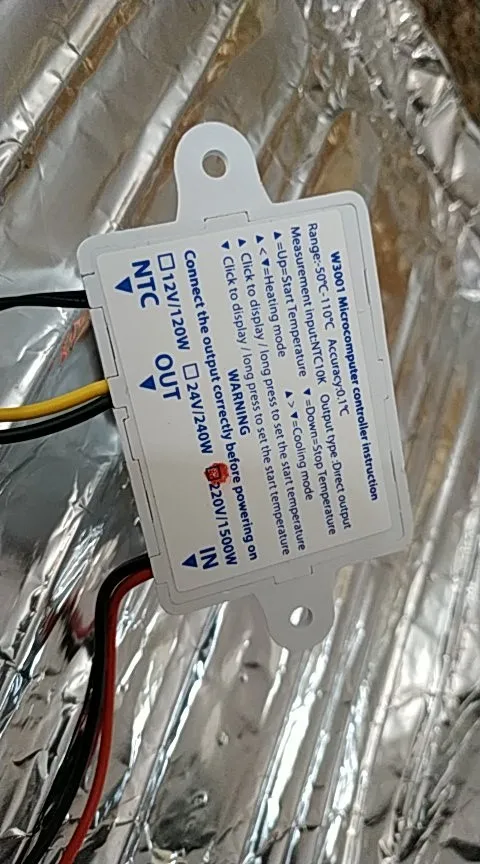 W3001 Microcomputer controller instruction
Range:-50℃-110℃ Accuracy:0.1℃
Measurement input:NTC10K Output type :Direct output
▲=Up=Start Temperature ▼=Down=Stop Temperature
▲<▼=Heating mode ▲>▼=Cooling mode
▲ Click to display / long press to set the start temperature
▼ Click to display / long press to set the start temperature
WARNING
Connect the output correctly before powering on
☐12V/120W ☐24V/240W 220V/1500W
NTC OUT IN
▼ ▼ ▼